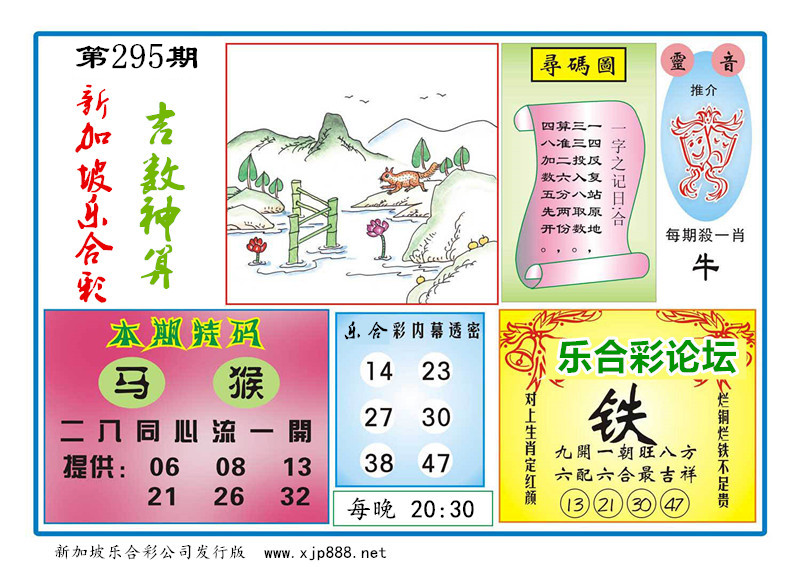 第295期
新加坡乐合彩
吉数神算
尋碼圖
一字之记日:合
一四反复站原地，
三三投入八取数。
算准二六分两份，
四八加数五先开。
靈音
推介
每期殺一肖
牛
本期特码
马 猴
二八同心流一開
提供: 06 08 13
21 26 32
乐合彩内幕透密
14 23
27 30
38 47
每晚 20:30
乐合彩论坛
对上生肖定红颜
铁
烂铜烂铁不足贵
九開一朝旺八方
六配六合最吉祥
13 21 30 47
新加坡乐合彩公司发行版 www.xjp888.net